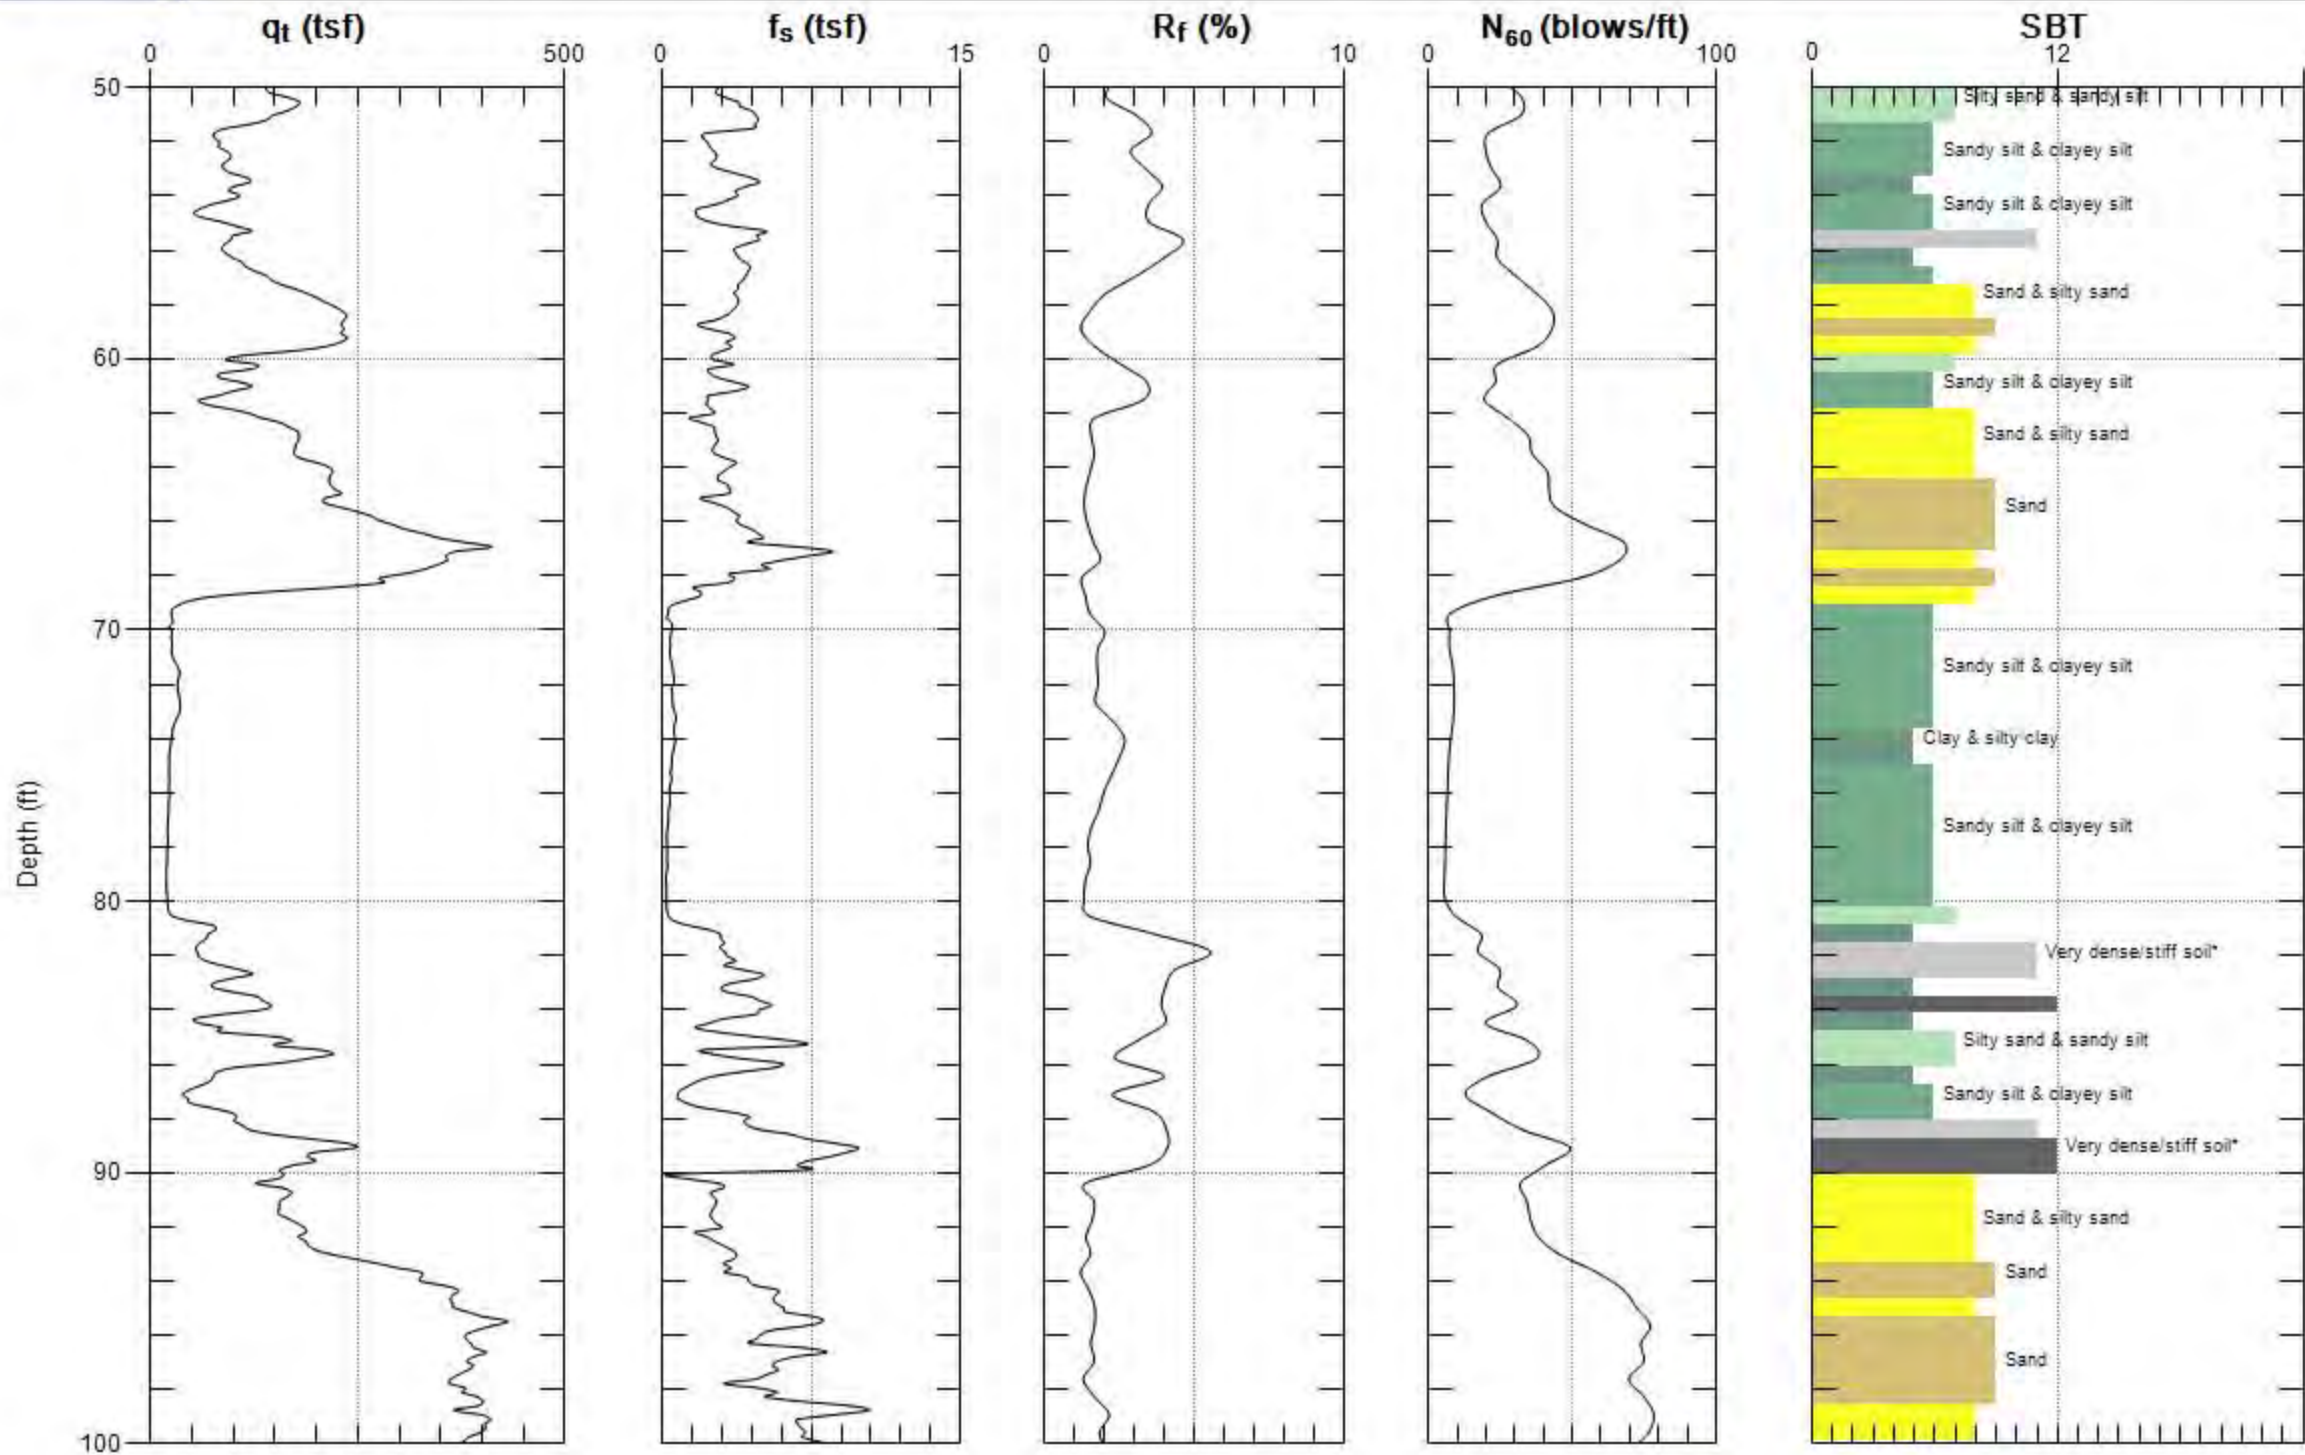 qt (tsf)
fs (tsf)
Rf (%)
N60 (blows/ft)
SBT
0 500
0 15
0 10
0 100
0 12
50
60
70
80
90
100
Depth (ft)
Silty sand & sandy silt
Sandy silt & clayey silt
Sandy silt & clayey silt
Sand & silty sand
Sandy silt & clayey silt
Sand & silty sand
Sand
Sandy silt & clayey silt
Clay & silty clay
Sandy silt & clayey silt
Very dense/stiff soil*
Silty sand & sandy silt
Sandy silt & clayey silt
Very dense/stiff soil*
Sand & silty sand
Sand
Sand